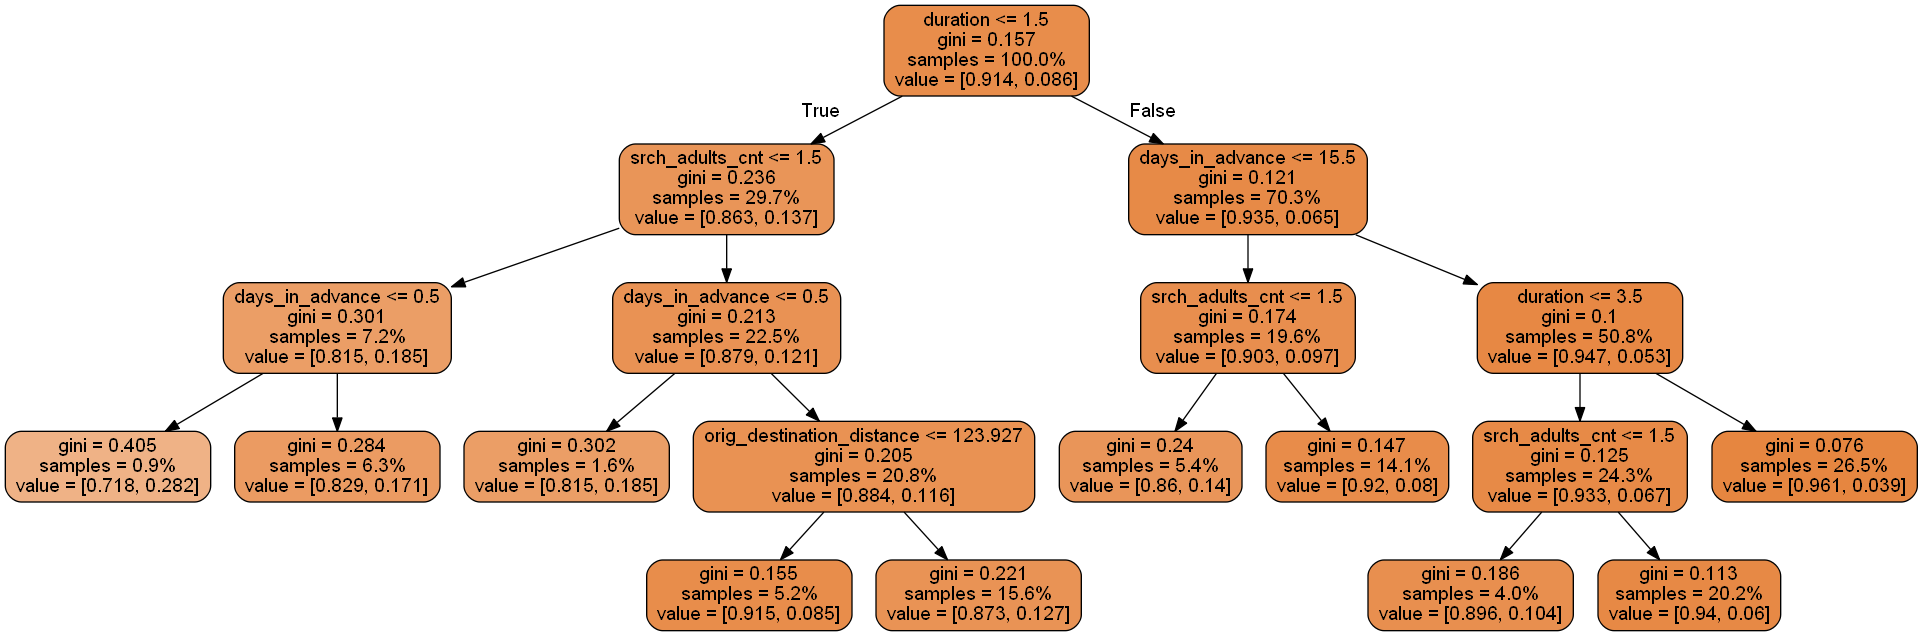 duration <= 1.5
gini = 0.157
samples = 100.0%
value = [0.914, 0.086]
True
False
srch_adults_cnt <= 1.5
gini = 0.236
samples = 29.7%
value = [0.863, 0.137]
days_in_advance <= 15.5
gini = 0.121
samples = 70.3%
value = [0.935, 0.065]
days_in_advance <= 0.5
gini = 0.301
samples = 7.2%
value = [0.815, 0.185]
days_in_advance <= 0.5
gini = 0.213
samples = 22.5%
value = [0.879, 0.121]
srch_adults_cnt <= 1.5
gini = 0.174
samples = 19.6%
value = [0.903, 0.097]
duration <= 3.5
gini = 0.1
samples = 50.8%
value = [0.947, 0.053]
gini = 0.405
samples = 0.9%
value = [0.718, 0.282]
gini = 0.284
samples = 6.3%
value = [0.829, 0.171]
gini = 0.302
samples = 1.6%
value = [0.815, 0.185]
orig_destination_distance <= 123.927
gini = 0.205
samples = 20.8%
value = [0.884, 0.116]
gini = 0.24
samples = 5.4%
value = [0.86, 0.14]
gini = 0.147
samples = 14.1%
value = [0.92, 0.08]
srch_adults_cnt <= 1.5
gini = 0.125
samples = 24.3%
value = [0.933, 0.067]
gini = 0.076
samples = 26.5%
value = [0.961, 0.039]
gini = 0.155
samples = 5.2%
value = [0.915, 0.085]
gini = 0.221
samples = 15.6%
value = [0.873, 0.127]
gini = 0.186
samples = 4.0%
value = [0.896, 0.104]
gini = 0.113
samples = 20.2%
value = [0.94, 0.06]